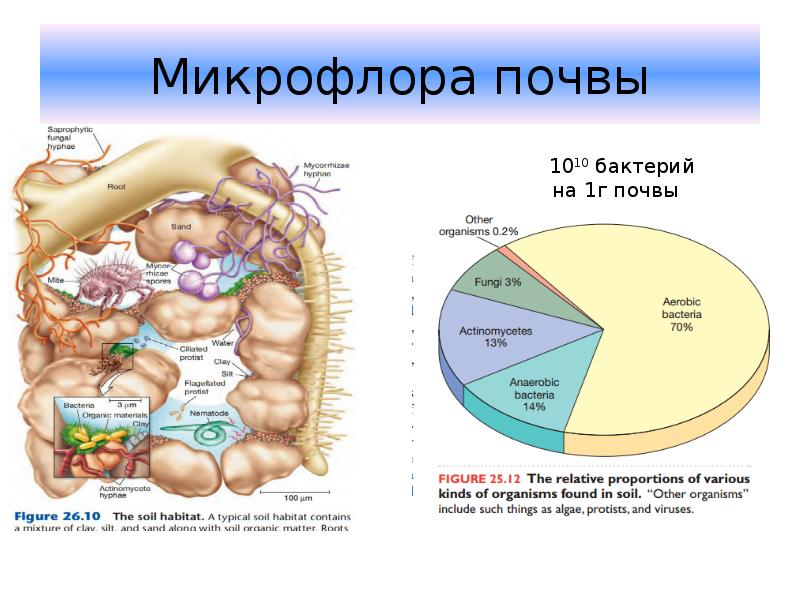 Микрофлора почвы
Saprophytic
fungal
hyphae
Root
Mycorrhizae
hyphae
Sand
Mite
Mycor-
rhizae
spores
Ciliated
protist
Water
Clay
Silt
Flagellated
protist
Nematode
Bacteria
3 μm
Organic materials
Clay
Actinomycete
hyphae
100 μm
Figure 26.10 The soil habitat. A typical soil habitat contains
a mixture of clay, silt, and sand along with soil organic matter. Roots
10¹⁰ бактерий
на 1г почвы
Other
organisms 0.2%
Fungi 3%
Actinomycetes
13%
Anaerobic
bacteria
14%
Aerobic
bacteria
70%
FIGURE 25.12 The relative proportions of various
kinds of organisms found in soil. “Other organisms”
include such things as algae, protists, and viruses.